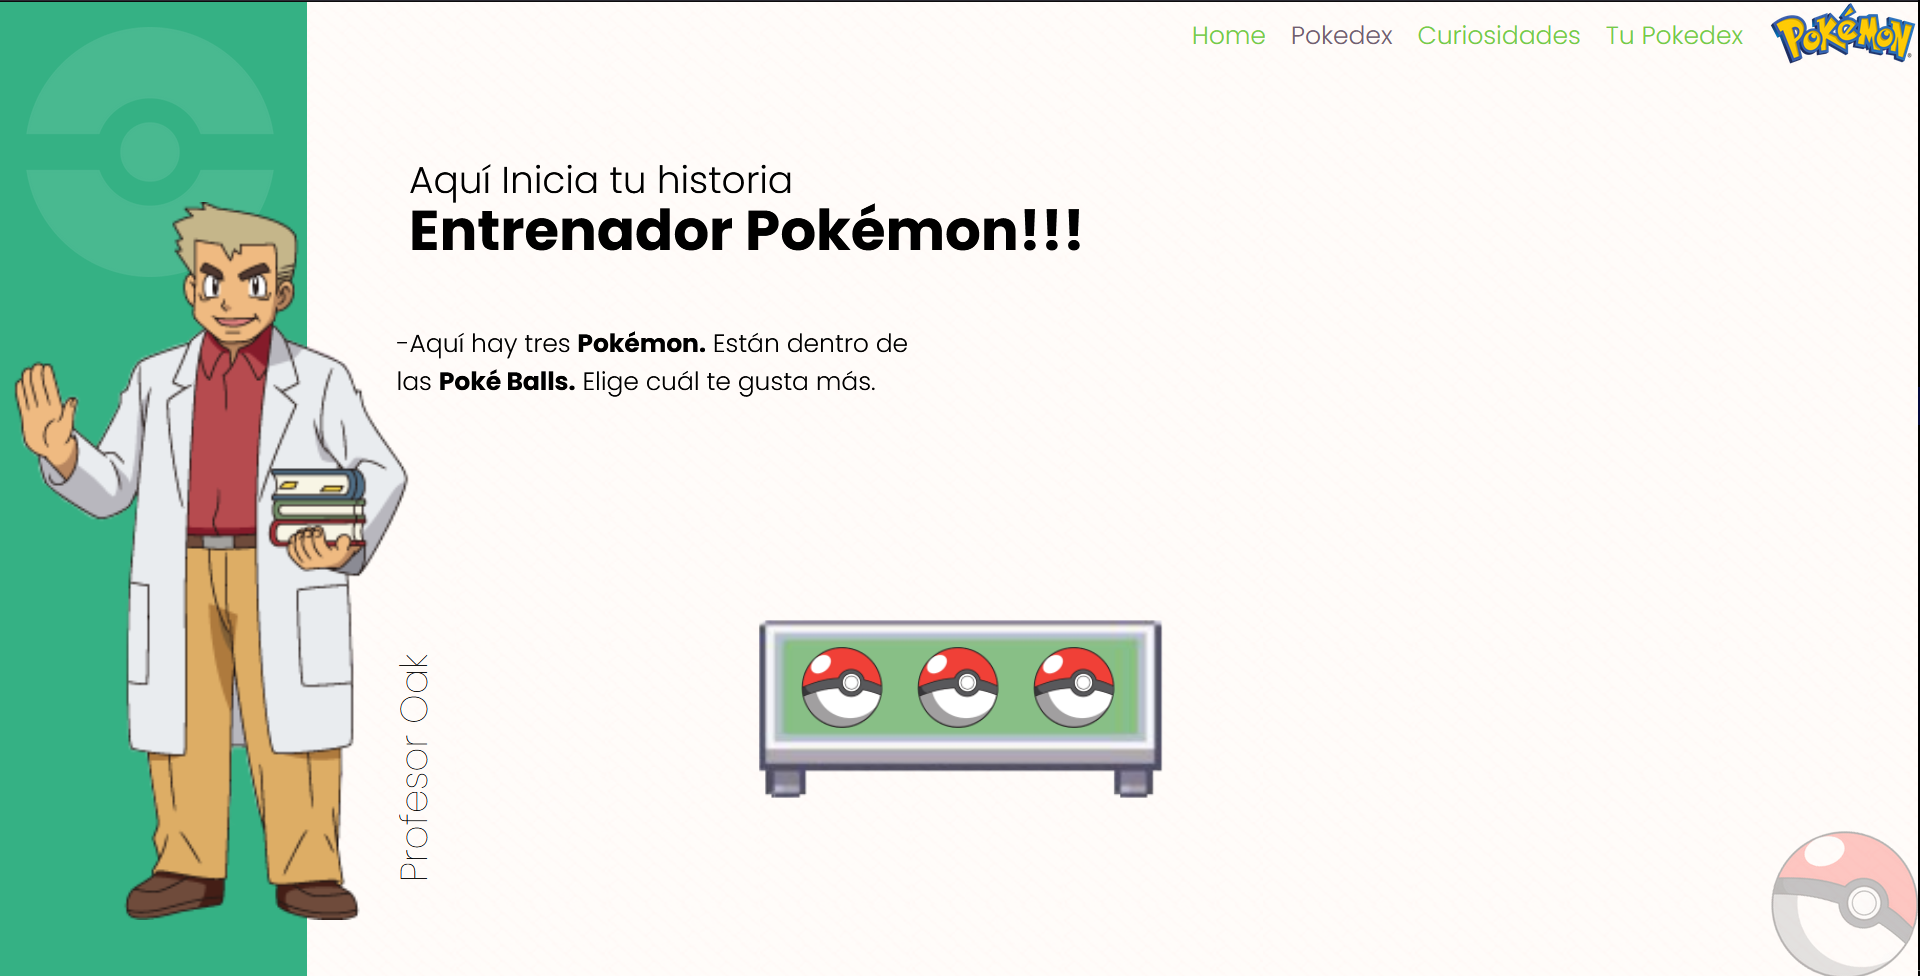 Home Pokedex Curiosidades Tu Pokedex POKéMON
Aquí Inicia tu historia
Entrenador Pokémon!!!
-Aquí hay tres Pokémon. Están dentro de
las Poké Balls. Elige cuál te gusta más.
Profesor Oak